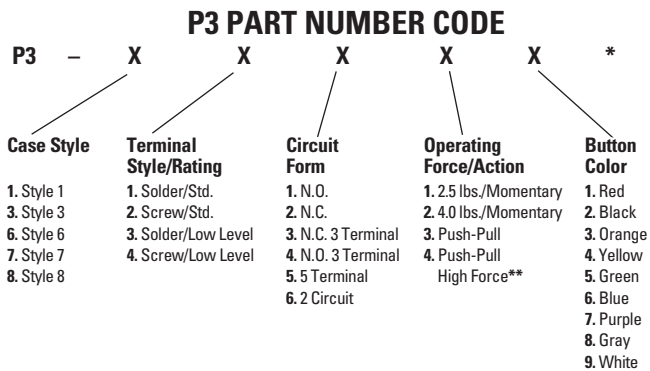 P3 PART NUMBER CODE
P3 – X X X X X *
Case Style
1. Style 1
3. Style 3
6. Style 6
7. Style 7
8. Style 8
Terminal
Style/Rating
1. Solder/Std.
2. Screw/Std.
3. Solder/Low Level
4. Screw/Low Level
Circuit
Form
1. N.O.
2. N.C.
3. N.C. 3 Terminal
4. N.O. 3 Terminal
5. 5 Terminal
6. 2 Circuit
Operating
Force/Action
1. 2.5 lbs./Momentary
2. 4.0 lbs./Momentary
3. Push-Pull
4. Push-Pull
High Force**
Button
Color
1. Red
2. Black
3. Orange
4. Yellow
5. Green
6. Blue
7. Purple
8. Gray
9. White